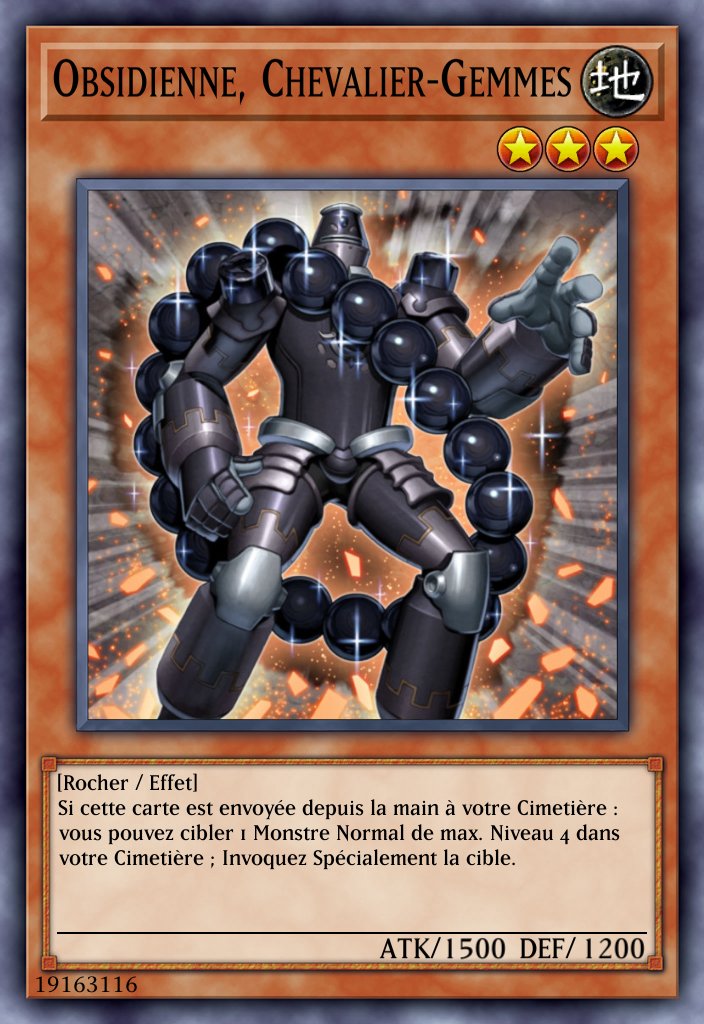 Obsidienne, Chevalier-Gemmes
地
[Rocher / Effet]
Si cette carte est envoyée depuis la main à votre Cimetière :
vous pouvez cibler 1 Monstre Normal de max. Niveau 4 dans
votre Cimetière ; Invoquez Spécialement la cible.
ATK/1500 DEF/1200
19163116